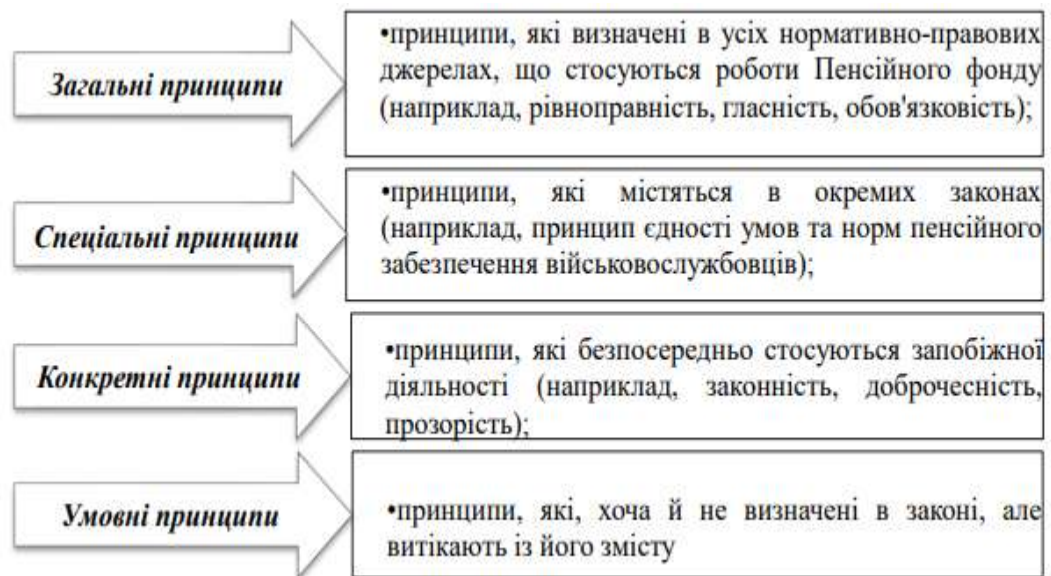 Загальні принципи
•принципи, які визначені в усіх нормативно-правових
джерелах, що стосуються роботи Пенсійного фонду
(наприклад, рівноправність, гласність, обов'язковість);
Спеціальні принципи
•принципи, які містяться в окремих законах
(наприклад, принцип єдності умов та норм пенсійного
забезпечення військовослужбовців);
Конкретні принципи
•принципи, які безпосередньо стосуються запобіжної
діяльності (наприклад, законність, доброчесність,
прозорість);
Умовні принципи
•принципи, які, хоча й не визначені в законі, але
витікають із його змісту